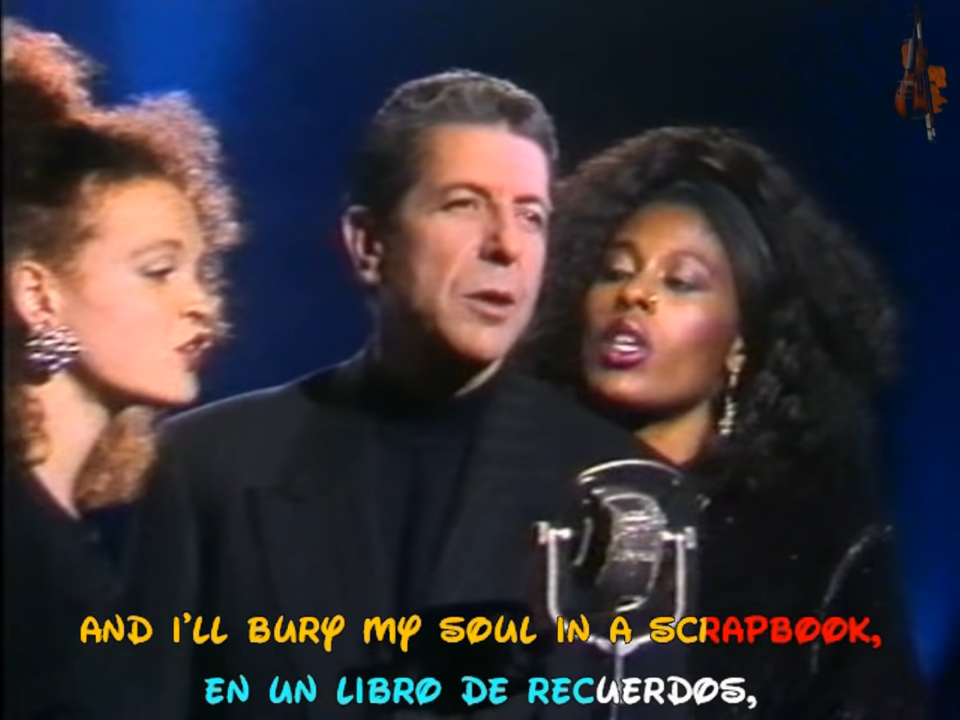 AND I'LL BURY MY SOUL IN A SCRAPBOOK,
EN UN LIBRO DE RECUERDOS,